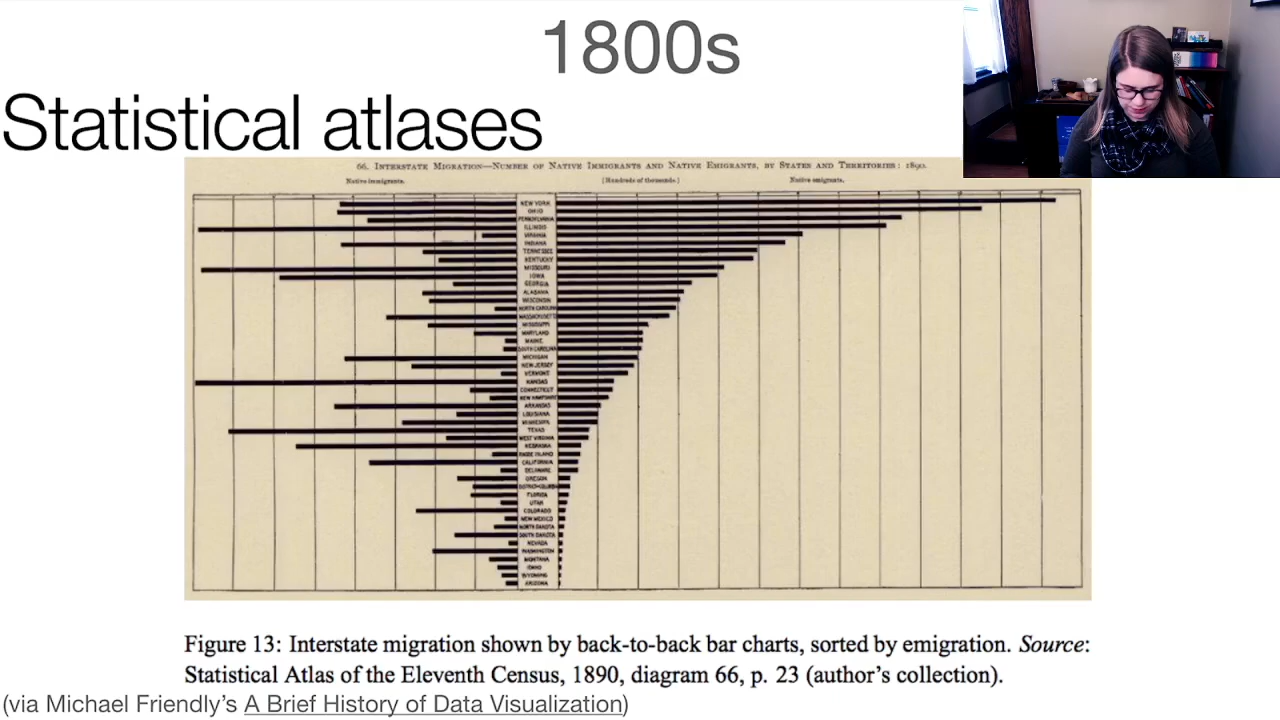 1800s
Statistical atlases
66. Interstate Migration—Number of Native Immigrants and Native Emigrants, by States and Territories: 1890.
Native immigrants.
[Hundreds of thousands.]
Native emigrants.
NEW YORK
OHIO
PENNSYLVANIA
ILLINOIS
VIRGINIA
INDIANA
TENNESSEE
KENTUCKY
MISSOURI
IOWA
GEORGIA
ALABAMA
WISCONSIN
NORTH CAROLINA
MASSACHUSETTS
MISSISSIPPI
MARYLAND
MAINE
SOUTH CAROLINA
MICHIGAN
NEW JERSEY
VERMONT
KANSAS
CONNECTICUT
NEW HAMPSHIRE
ARKANSAS
LOUISIANA
MINNESOTA
TEXAS
WEST VIRGINIA
NEBRASKA
RHODE ISLAND
CALIFORNIA
DELAWARE
OREGON
FLORIDA
UTAH
COLORADO
NEW MEXICO
NORTH DAKOTA
SOUTH DAKOTA
NEVADA
WASHINGTON
MONTANA
IDAHO
WYOMING
ARIZONA
Figure 13: Interstate migration shown by back-to-back bar charts, sorted by emigration. Source:
Statistical Atlas of the Eleventh Census, 1890, diagram 66, p. 23 (author's collection).
(via Michael Friendly's A Brief History of Data Visualization)